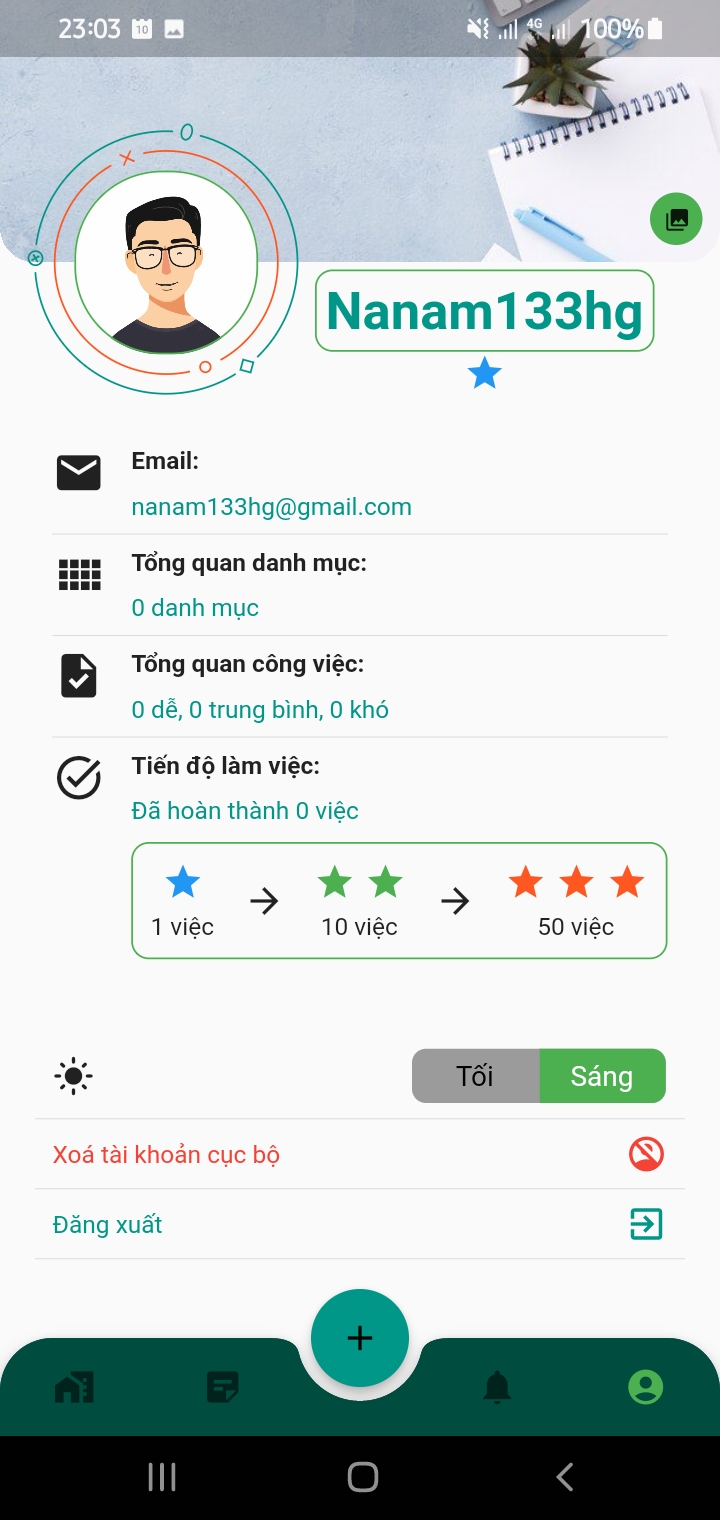 23:03 10 4G 100%
Nanam133hg
Email:
nanam133hg@gmail.com
Tổng quan danh mục:
0 danh mục
Tổng quan công việc:
0 dễ, 0 trung bình, 0 khó
Tiến độ làm việc:
Đã hoàn thành 0 việc
1 việc 10 việc 50 việc
Tối Sáng
Xoá tài khoản cục bộ
Đăng xuất